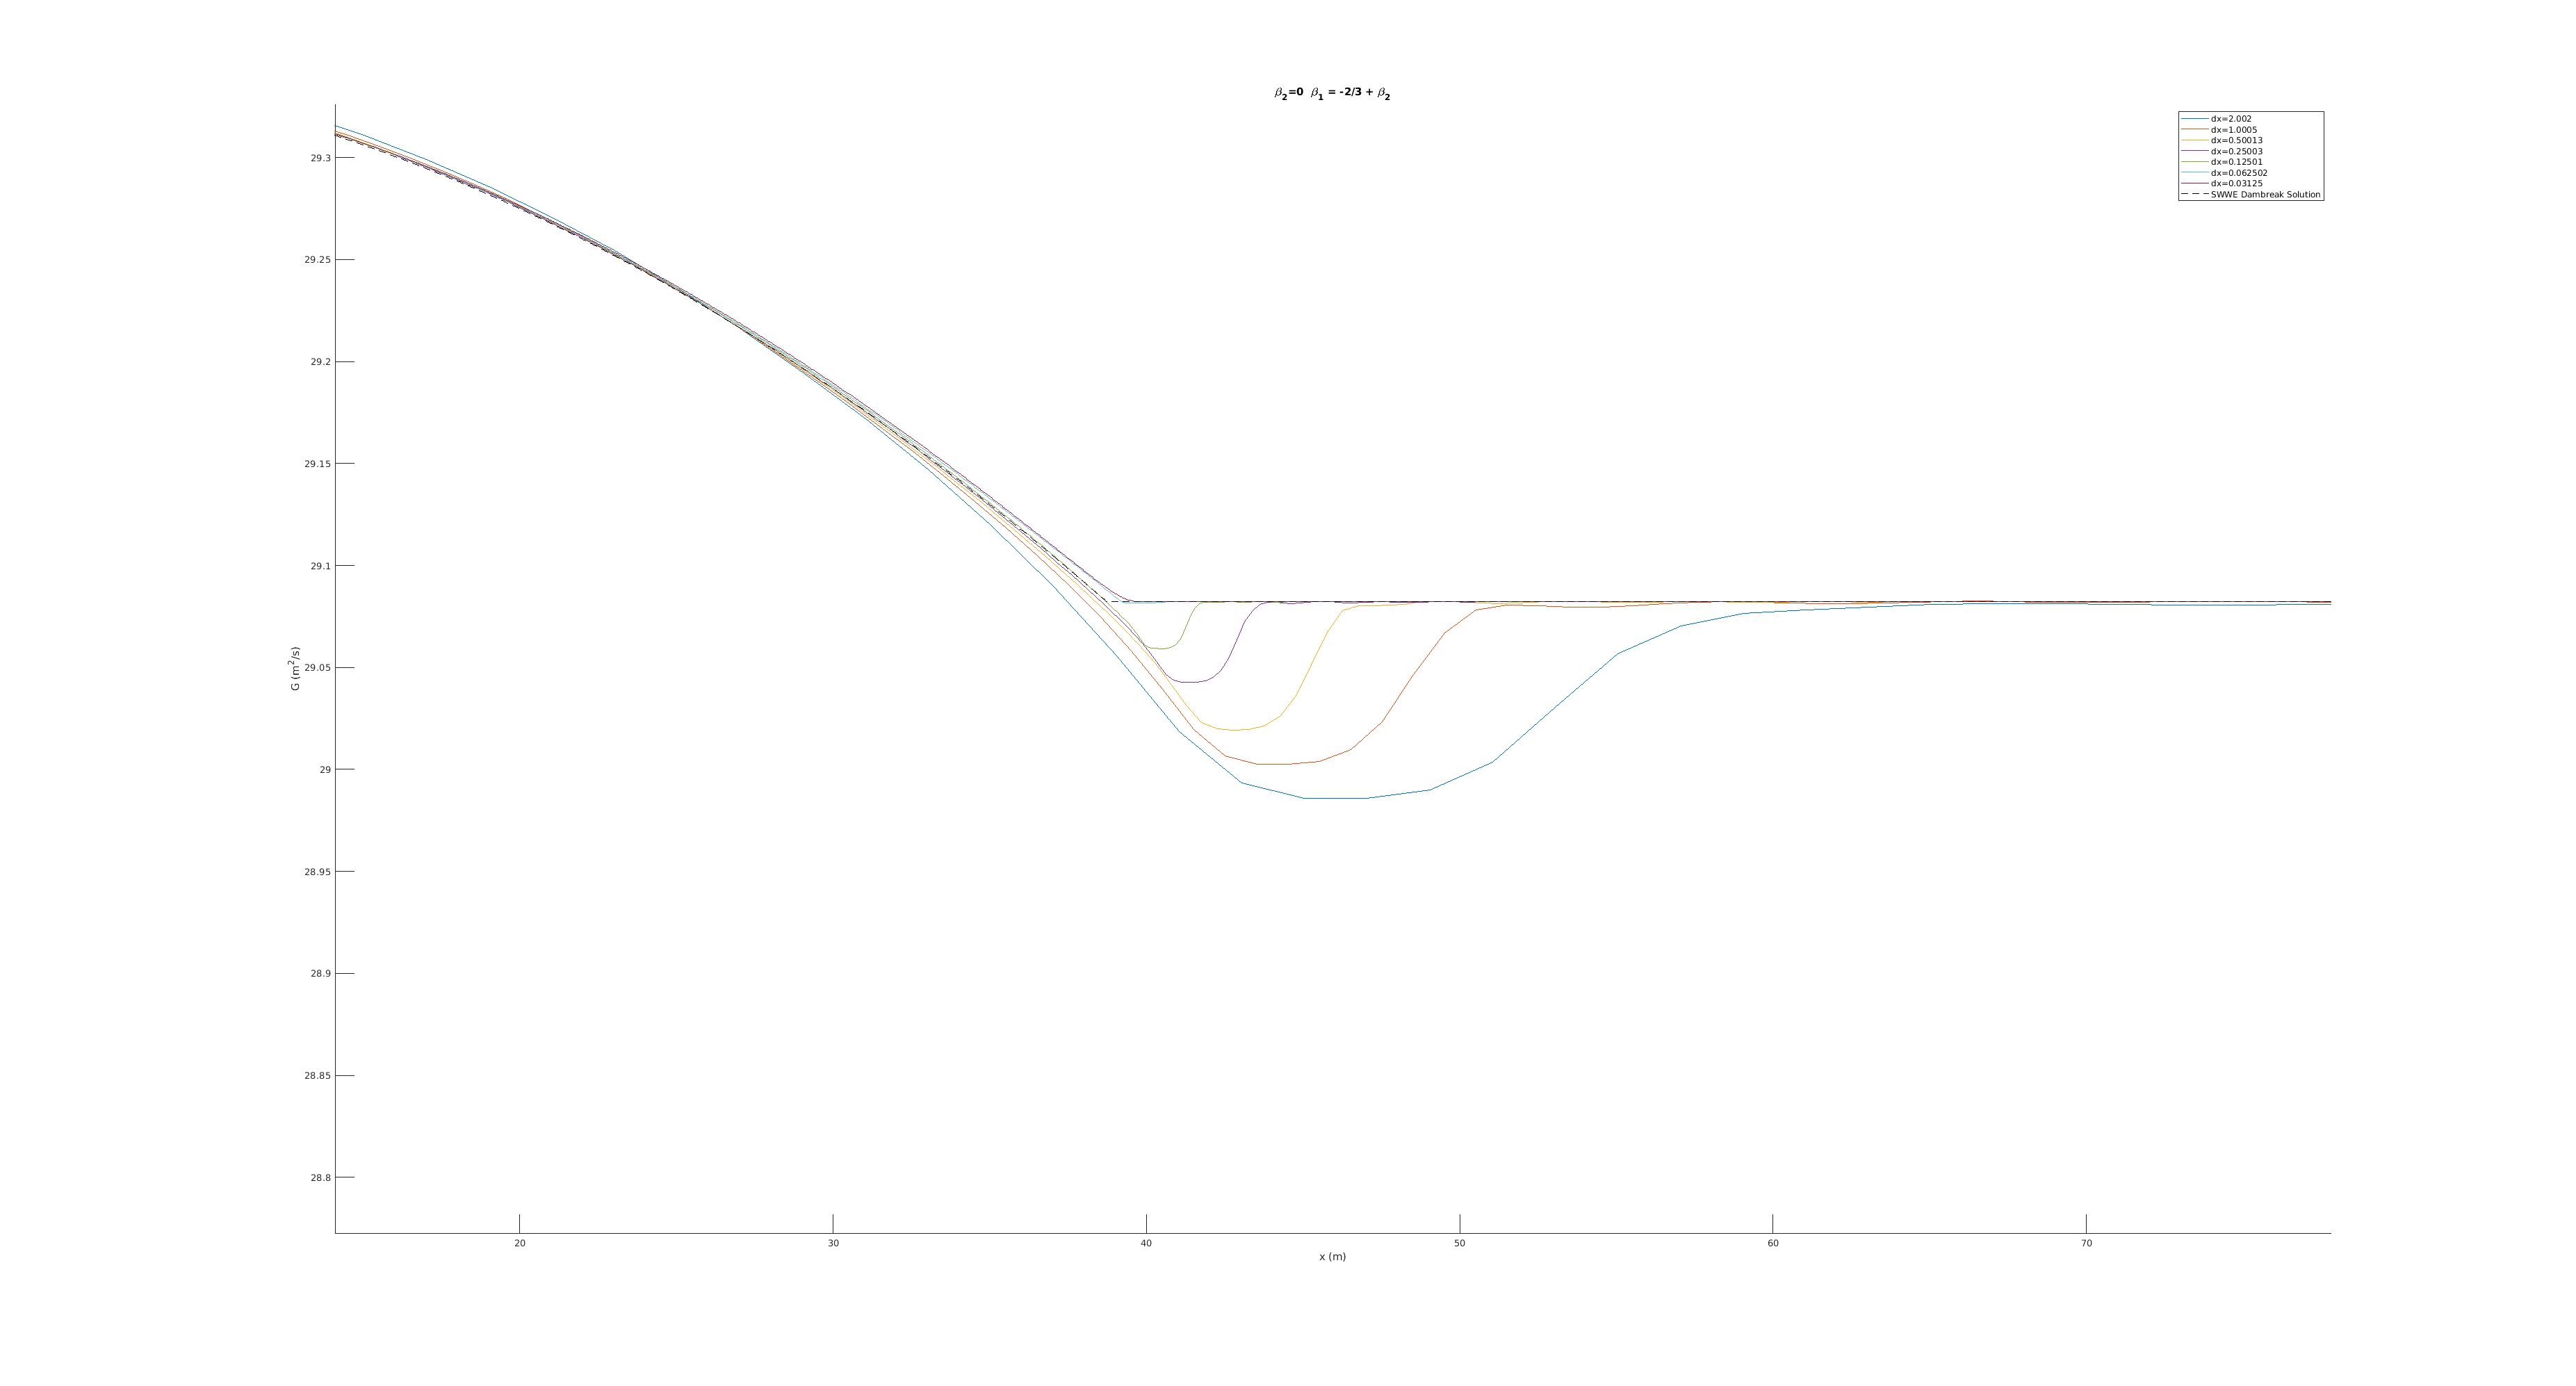 β₂=0 β₁ = -2/3 + β₂
dx=2.002
dx=1.0005
dx=0.50013
dx=0.25003
dx=0.12501
dx=0.062502
dx=0.03125
SWWE Dambreak Solution
29.3
29.25
29.2
29.15
29.1
29.05
29
28.95
28.9
28.85
28.8
G (m²/s)
20 30 40 50 60 70
x (m)